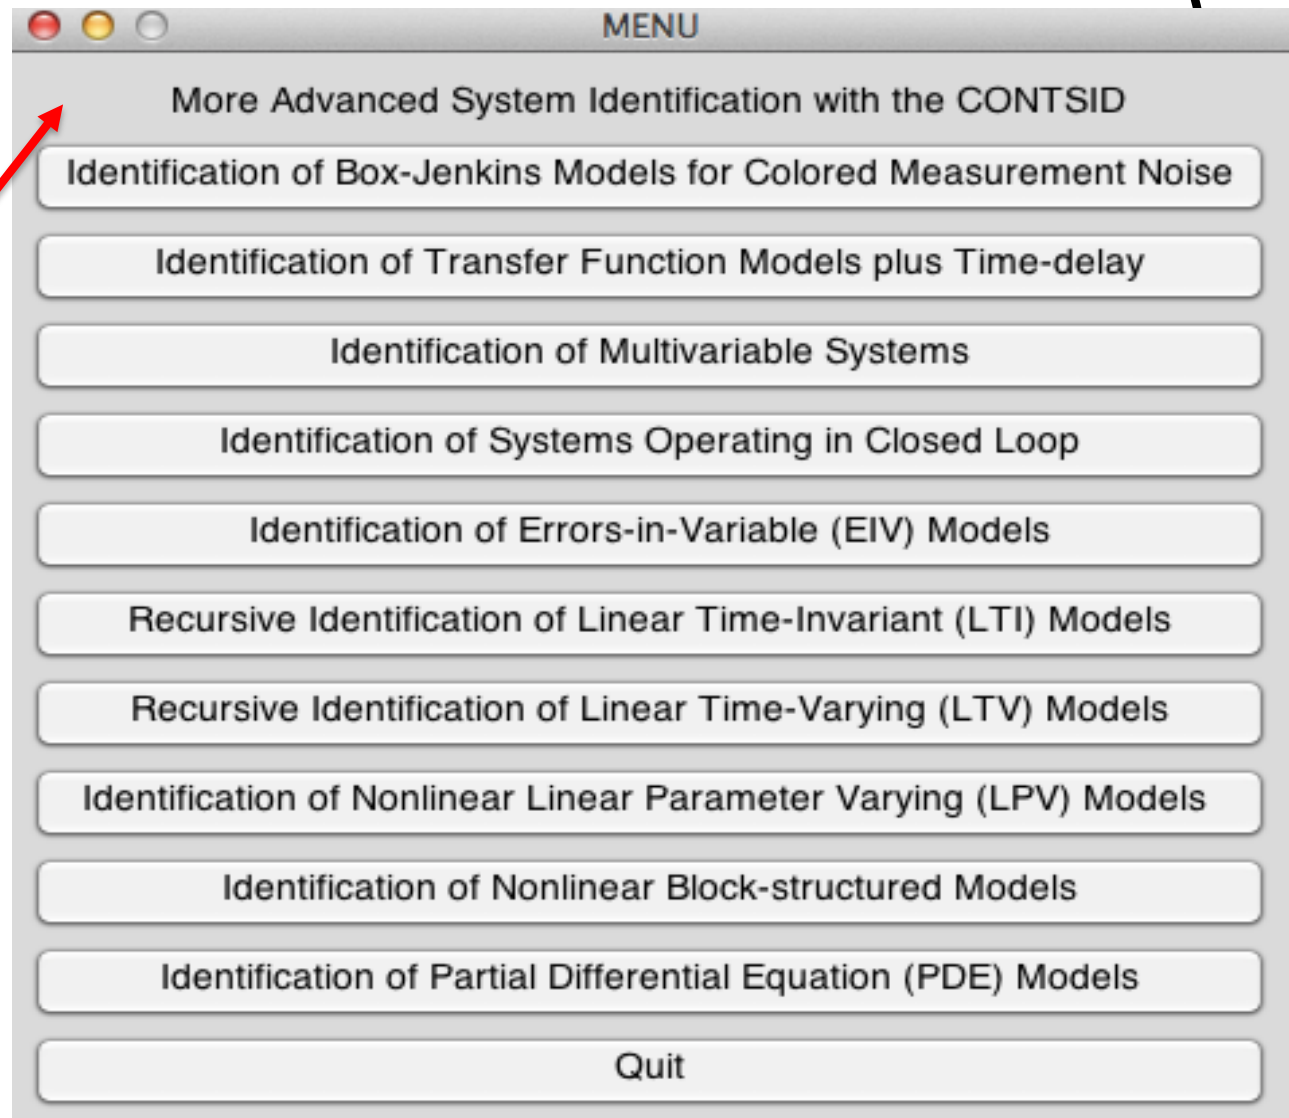 MENU
More Advanced System Identification with the CONTSID
Identification of Box-Jenkins Models for Colored Measurement Noise
Identification of Transfer Function Models plus Time-delay
Identification of Multivariable Systems
Identification of Systems Operating in Closed Loop
Identification of Errors-in-Variable (EIV) Models
Recursive Identification of Linear Time-Invariant (LTI) Models
Recursive Identification of Linear Time-Varying (LTV) Models
Identification of Nonlinear Linear Parameter Varying (LPV) Models
Identification of Nonlinear Block-structured Models
Identification of Partial Differential Equation (PDE) Models
Quit